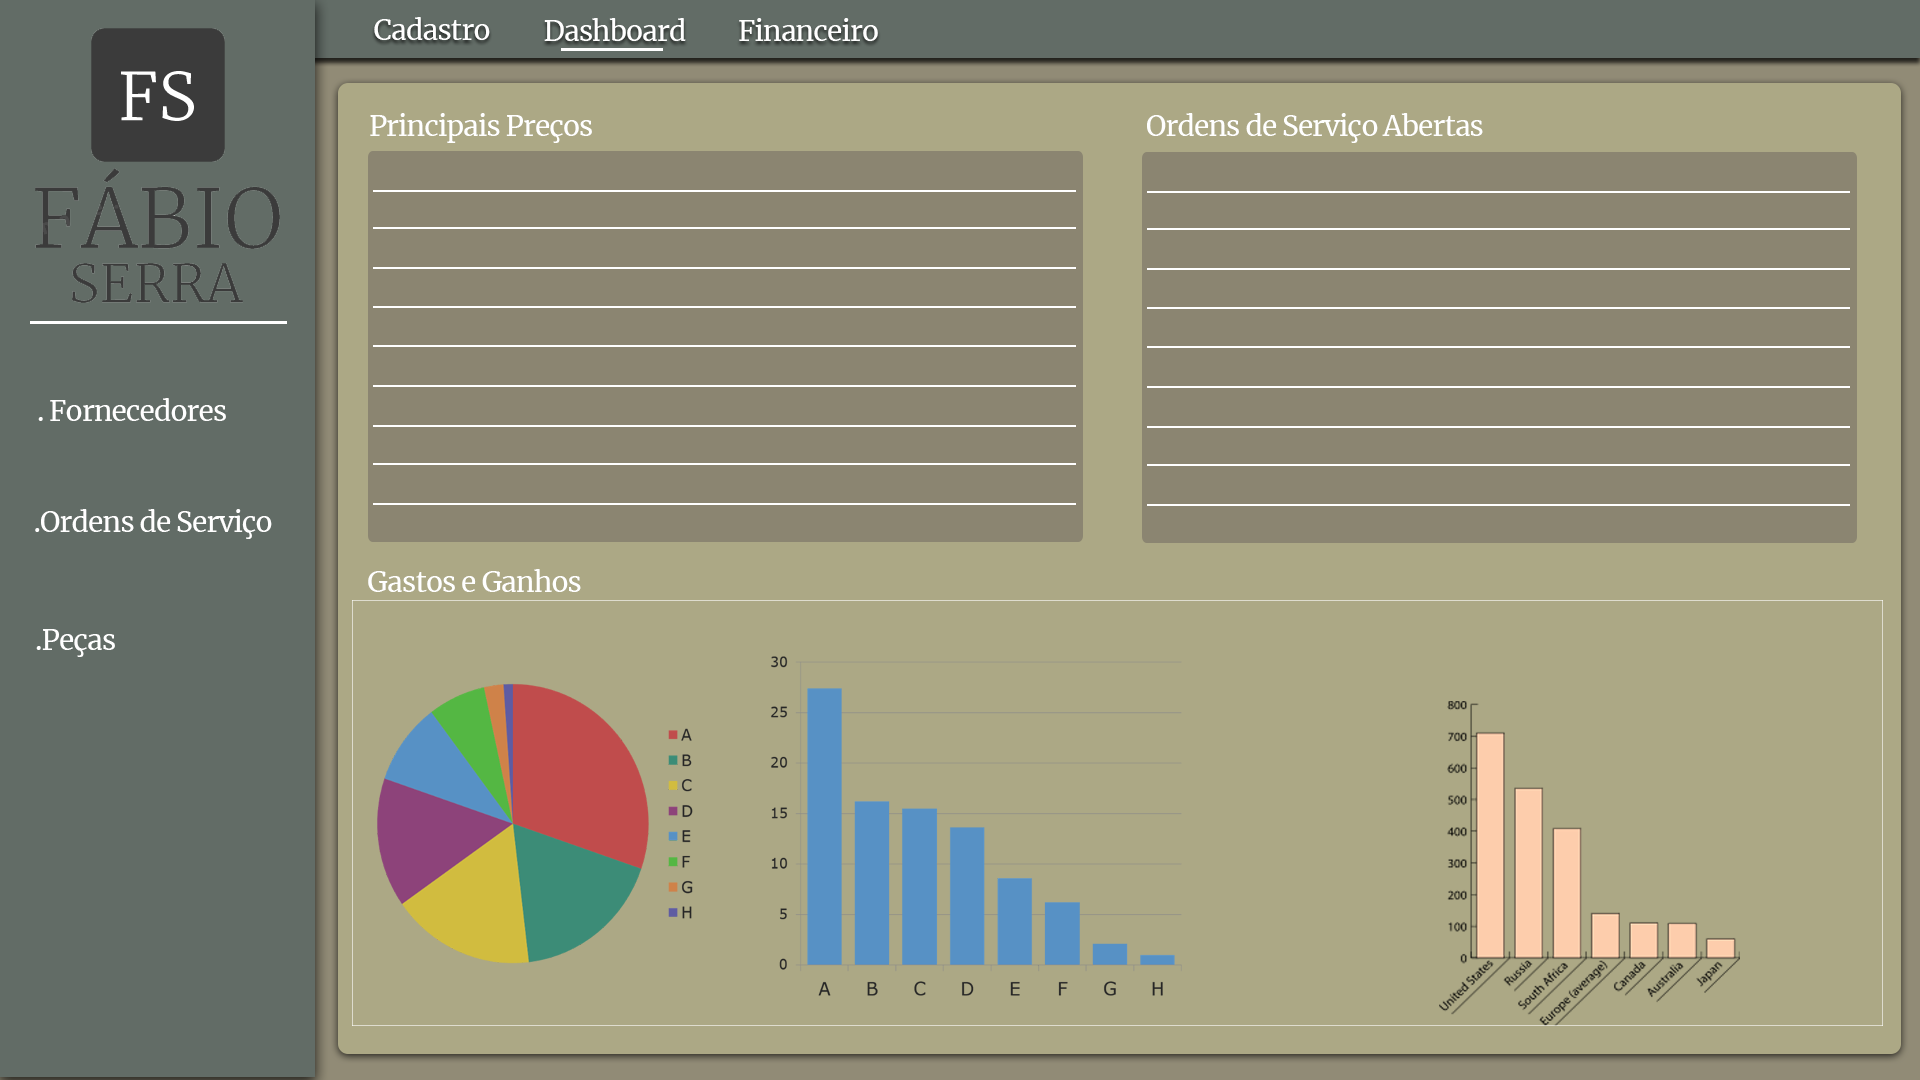 FS
FÁBIO
SERRA
. Fornecedores
.Ordens de Serviço
.Peças
Cadastro Dashboard Financeiro
Principais Preços
Ordens de Serviço Abertas
Gastos e Ganhos
A
B
C
D
E
F
G
H
30
25
20
15
10
5
0
A B C D E F G H
800
700
600
500
400
300
200
100
0
United States
Russia
South Africa
Europe (average)
Canada
Australia
Japan